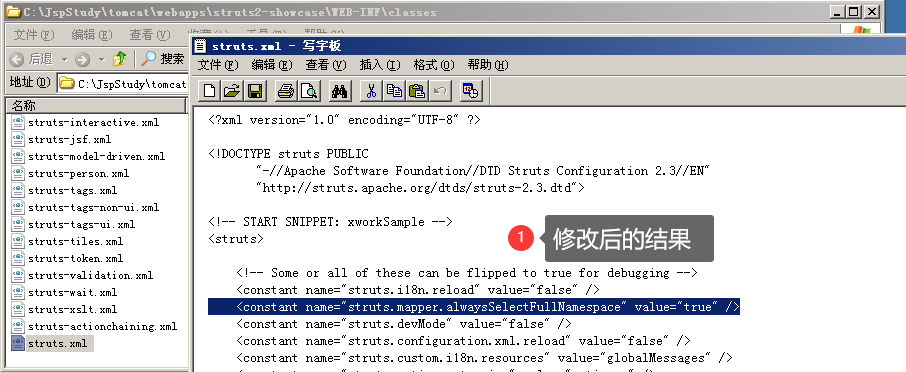 C:\JspStudy\tomcat\webapps\struts2-showcase\WEB-INF\classes
文件(F) 编辑(E) 查看(V)
后退
搜索
地址(D) C:\JspStudy\tomcat
名称
struts-interactive.xml
struts-jsf.xml
struts-model-driven.xml
struts-person.xml
struts-tags.xml
struts-tags-non-ui.xml
struts-tags-ui.xml
struts-tiles.xml
struts-token.xml
struts-validation.xml
struts-wait.xml
struts-xslt.xml
struts-actionchaining.xml
struts.xml
struts.xml - 写字板
文件(F) 编辑(E) 查看(V) 插入(I) 格式(O) 帮助(H)
<?xml version="1.0" encoding="UTF-8" ?>
<!DOCTYPE struts PUBLIC
"-//Apache Software Foundation//DTD Struts Configuration 2.3//EN"
"http://struts.apache.org/dtds/struts-2.3.dtd">
<!-- START SNIPPET: xworkSample -->
<struts>
1 修改后的结果
<!-- Some or all of these can be flipped to true for debugging -->
<constant name="struts.i18n.reload" value="false" />
<constant name="struts.mapper.alwaysSelectFullNamespace" value="true" />
<constant name="struts.devMode" value="false" />
<constant name="struts.configuration.xml.reload" value="false" />
<constant name="struts.custom.i18n.resources" value="globalMessages" />